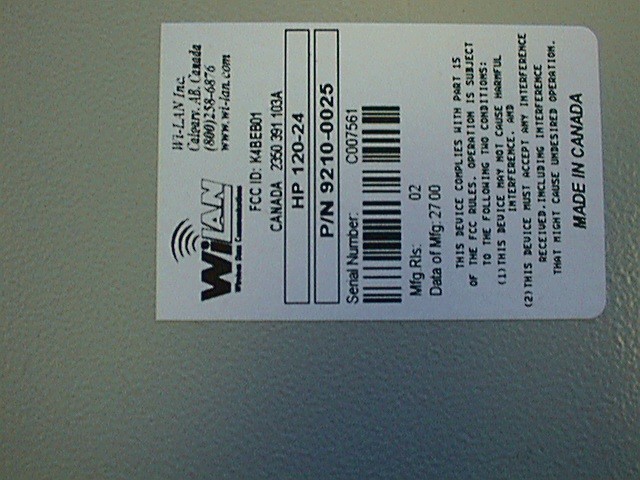 WiLAN
Wireless Data Communications
Wi-LAN Inc.
Calgary, AB, Canada
(800)258-6876
www.wi-lan.com
FCC ID: K4BEB01
CANADA 2350 391 103A
HP 120-24
P/N 9210-0025
Serial Number: C007561
Mfg Rls: 02
Data of Mfg: 27 00
THIS DEVICE COMPLIES WITH PART 15
OF THE FCC RULES. OPERATION IS SUBJECT
TO THE FOLLOWING TWO CONDITIONS:
(1)THIS DEVICE MAY NOT CAUSE HARMFUL
INTERFERENCE, AND
(2)THIS DEVICE MUST ACCEPT ANY INTERFERENCE
RECEIVED,INCLUDING INTERFERENCE
THAT MIGHT CAUSE UNDESIRED OPERATION.
MADE IN CANADA